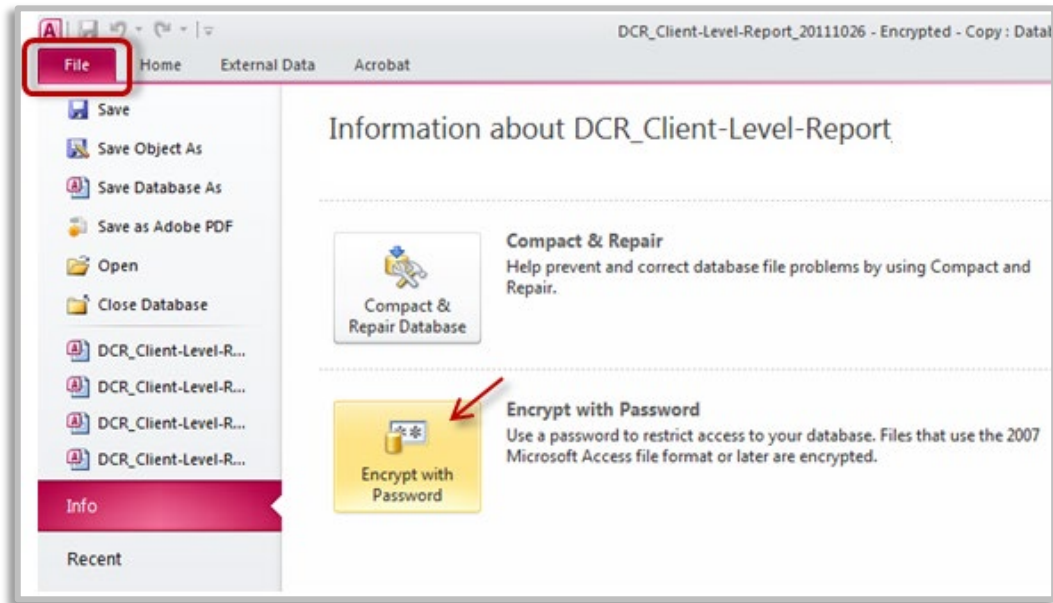 A
DCR_Client-Level-Report_20111026 - Encrypted - Copy : Datab
File Home External Data Acrobat
Save
Save Object As
Save Database As
Save as Adobe PDF
Open
Close Database
DCR_Client-Level-R...
DCR_Client-Level-R...
DCR_Client-Level-R...
DCR_Client-Level-R...
Info
Recent
Information about DCR_Client-Level-Report
Compact &
Repair Database
Compact & Repair
Help prevent and correct database file problems by using Compact and
Repair.
Encrypt with
Password
Encrypt with Password
Use a password to restrict access to your database. Files that use the 2007
Microsoft Access file format or later are encrypted.